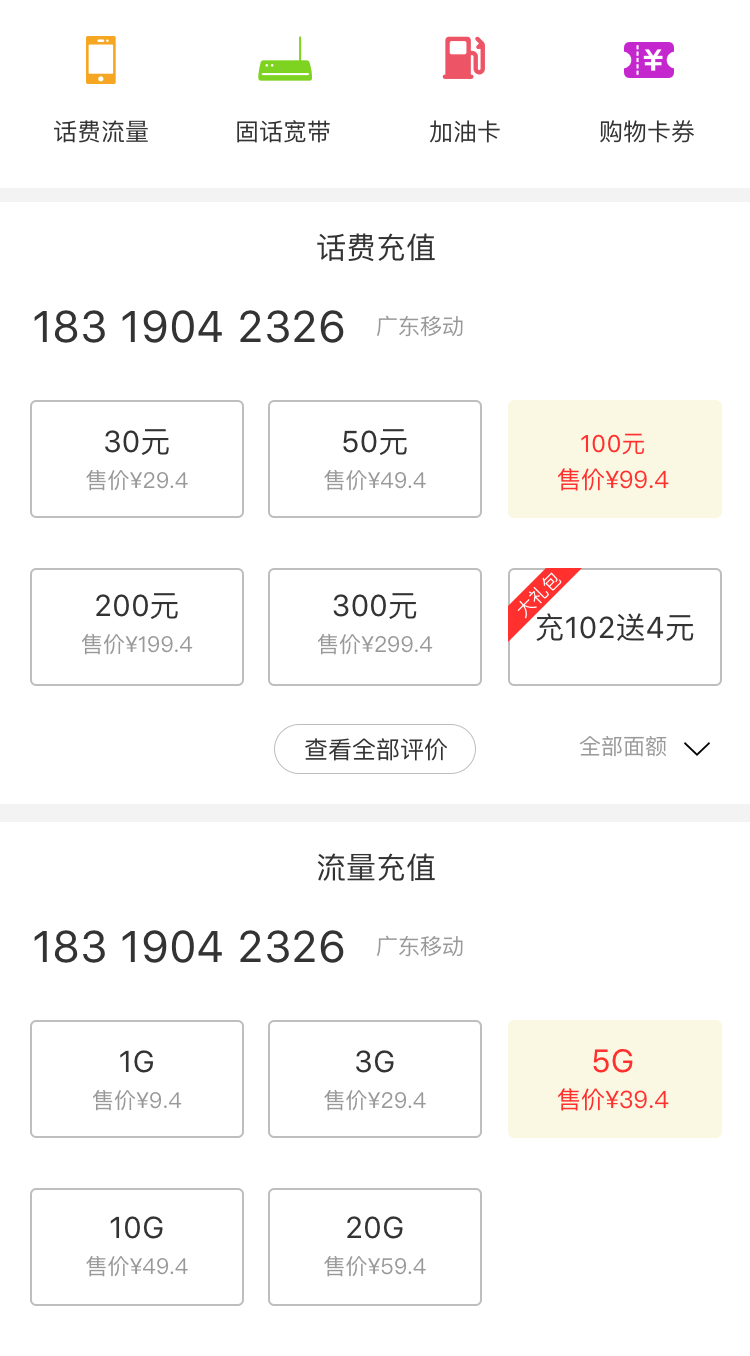 ¥
话费流量
固话宽带
加油卡
购物卡券
话费充值
183 1904 2326 广东移动
30元
售价¥29.4
50元
售价¥49.4
100元
售价¥99.4
200元
售价¥199.4
300元
售价¥299.4
大礼包
充102送4元
查看全部评价
全部面额
流量充值
183 1904 2326 广东移动
1G
售价¥9.4
3G
售价¥29.4
5G
售价¥39.4
10G
售价¥49.4
20G
售价¥59.4